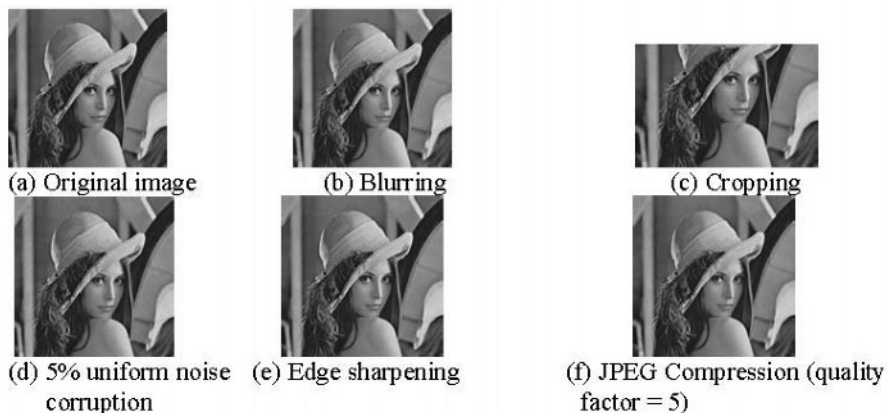 (a) Original image
(b) Blurring
(c) Cropping
(d) 5% uniform noise
corruption
(e) Edge sharpening
(f) JPEG Compression (quality
factor = 5)